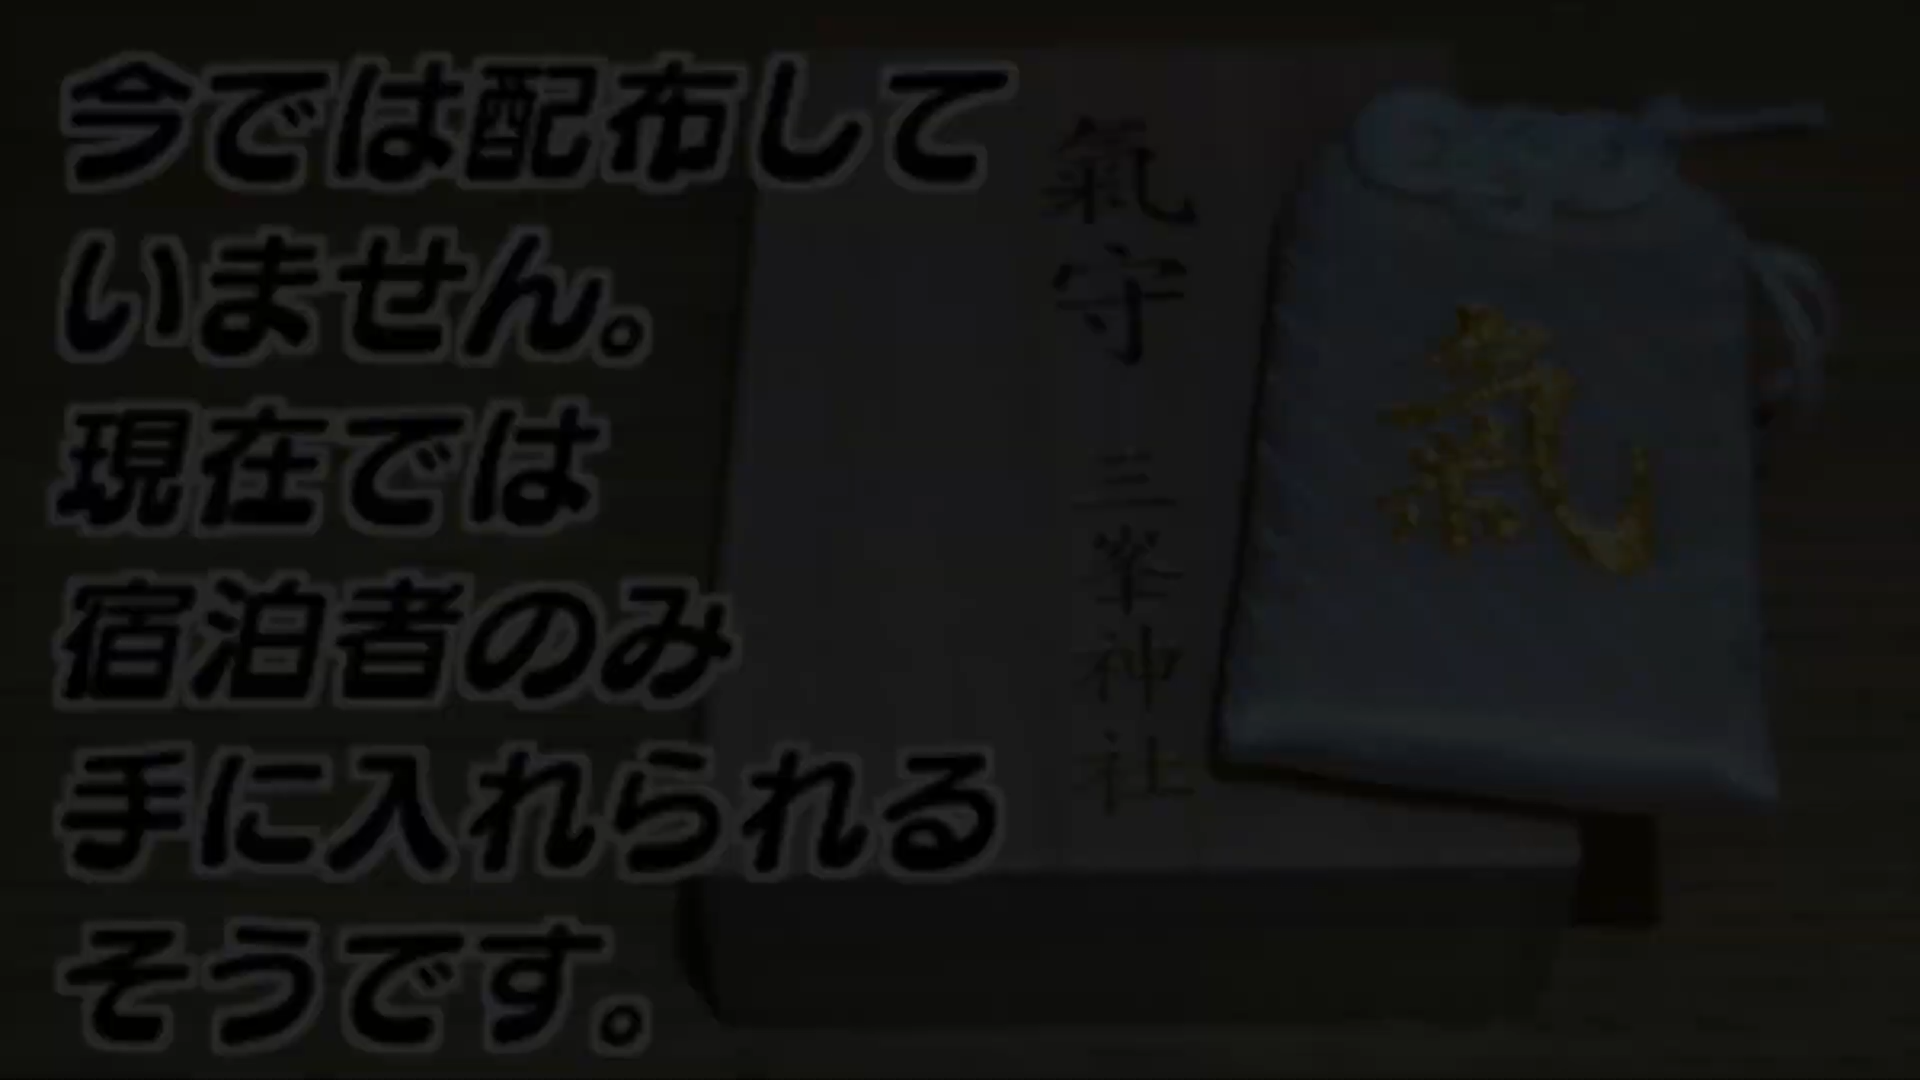 今では配布して
いません。
現在では
宿泊者のみ
手に入れられる
そうです。
氣守 三峯神社
氣